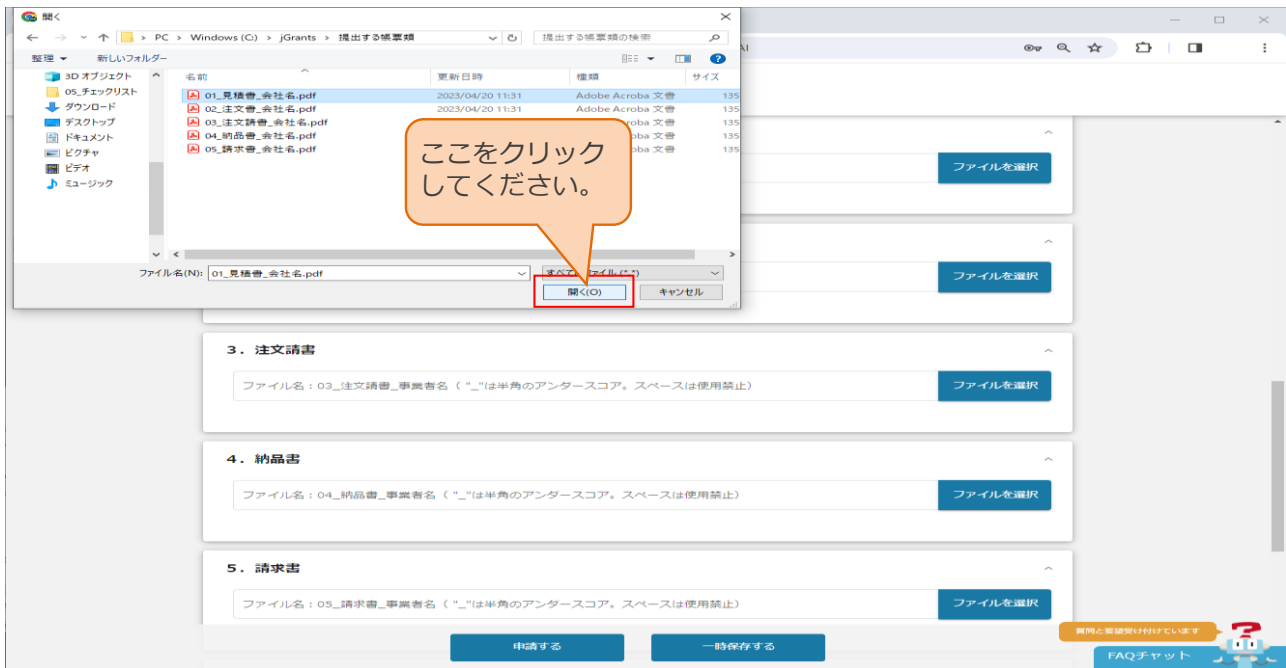 開く
PC > Windows (C:) > jGrants > 提出する帳票類
提出する帳票類の検索
整理 新しいフォルダー
3D オブジェクト
05_チェックリスト
ダウンロード
デスクトップ
ドキュメント
ピクチャ
ビデオ
ミュージック
名前 更新日時 種類 サイズ
01_見積書_会社名.pdf 2023/04/20 11:31 Adobe Acroba 文書 135
02_注文書_会社名.pdf 2023/04/20 11:31 Adobe Acroba 文書 135
03_注文請書_会社名.pdf 135
04_納品書_会社名.pdf 135
05_請求書_会社名.pdf 135
ここをクリック
してください。
ファイル名(N): 01_見積書_会社名.pdf
開く(O) キャンセル
ファイルを選択
ファイルを選択
3．注文請書
ファイル名：03_注文請書_事業者名（ "_"は半角のアンダースコア。スペースは使用禁止）
ファイルを選択
4．納品書
ファイル名：04_納品書_事業者名（ "_"は半角のアンダースコア。スペースは使用禁止）
ファイルを選択
5．請求書
ファイル名：05_請求書_事業者名（ "_"は半角のアンダースコア。スペースは使用禁止）
ファイルを選択
申請する 一時保存する
質問と要望受け付けています
FAQチャット